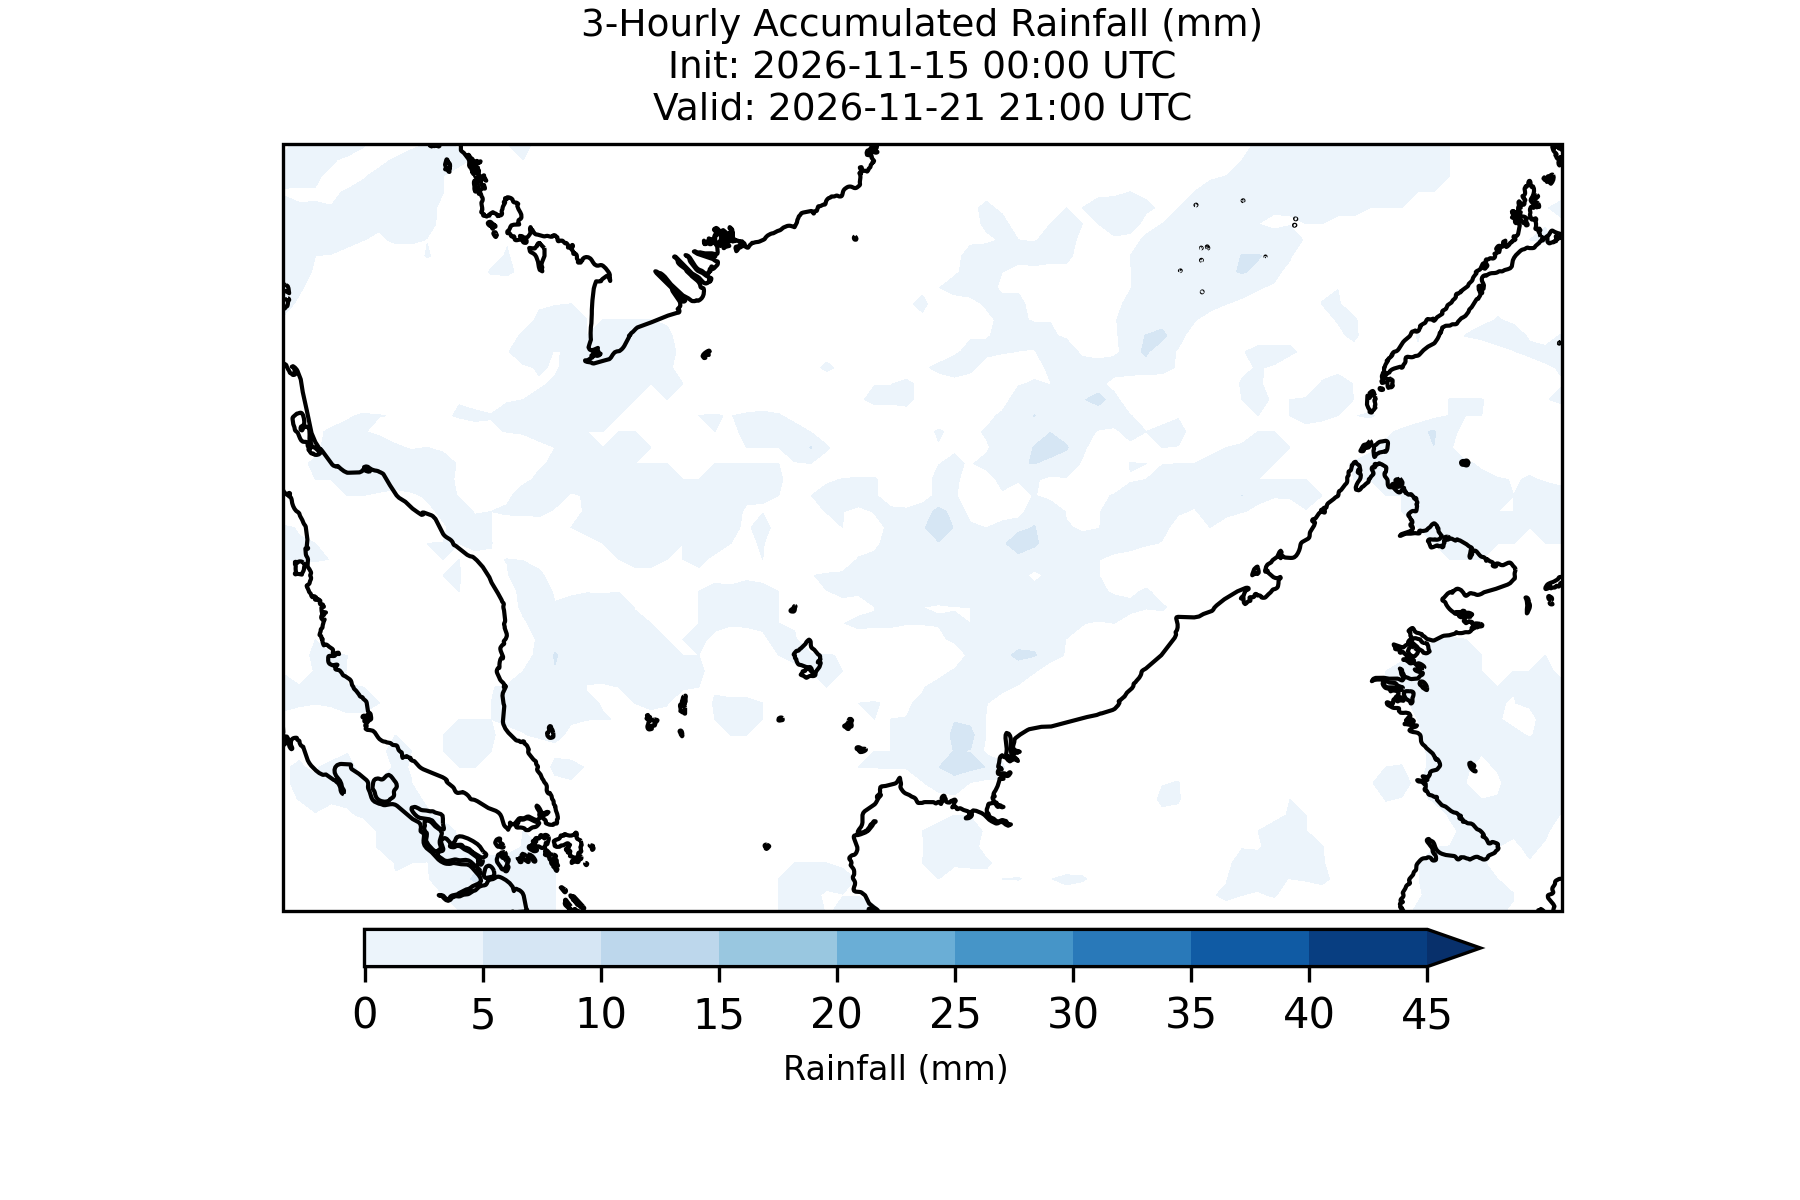 3-Hourly Accumulated Rainfall (mm)
Init: 2026-11-15 00:00 UTC
Valid: 2026-11-21 21:00 UTC
0 5 10 15 20 25 30 35 40 45
Rainfall (mm)